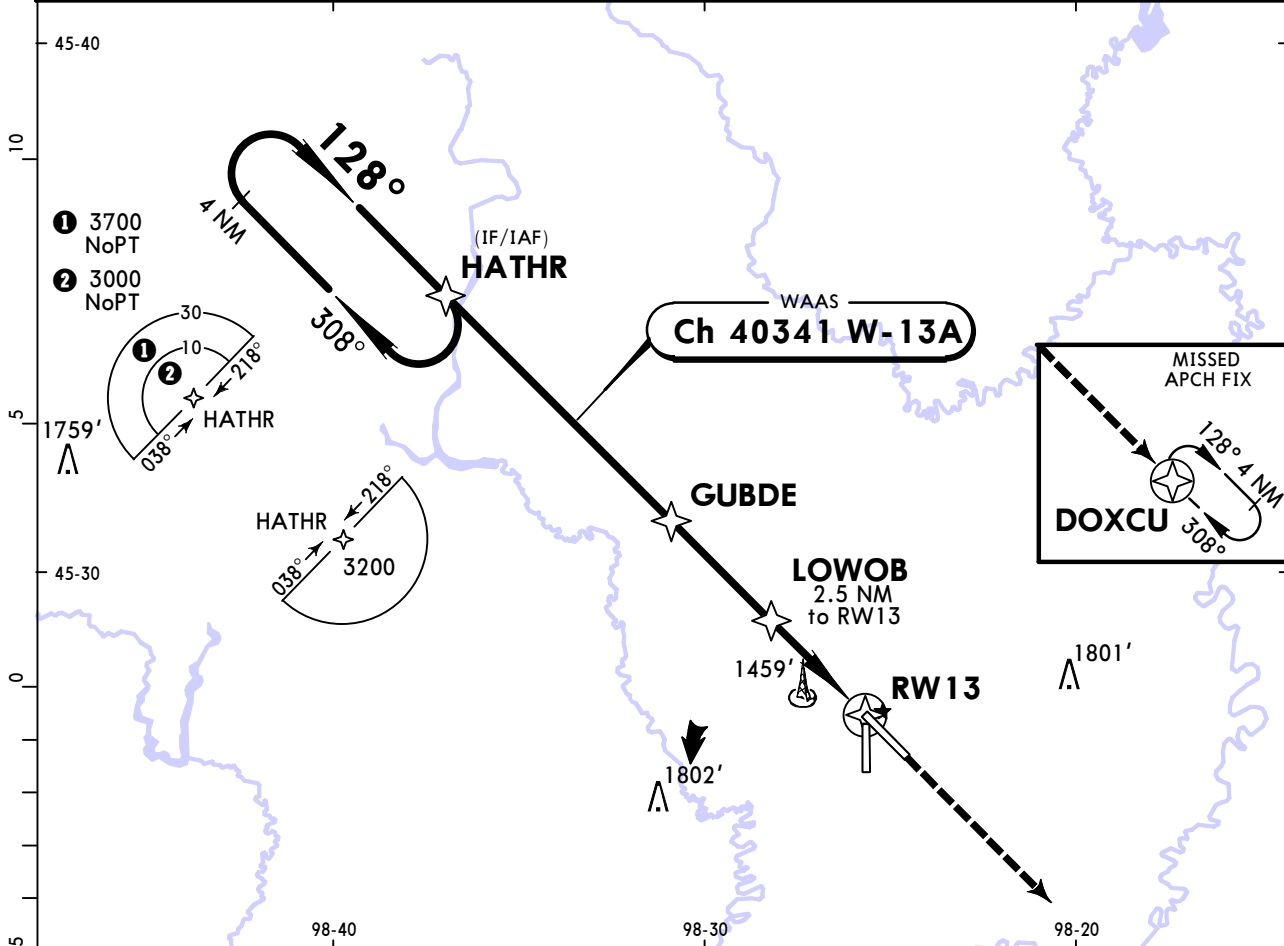 45-40
10
128°
4 NM
❶ 3700
NoPT
❷ 3000
NoPT
(IF/IAF)
HATHR
308°
WAAS
Ch 40341 W-13A
30
❶
10
❷
218°
HATHR
038°
MISSED
APCH FIX
128° 4 NM
DOXCU
308°
5
1759'
218°
HATHR
038°
3200
GUBDE
45-30
LOWOB
2.5 NM
to RW13
1459'
RW13
1801'
0
1802'
5
98-40
98-30
98-20